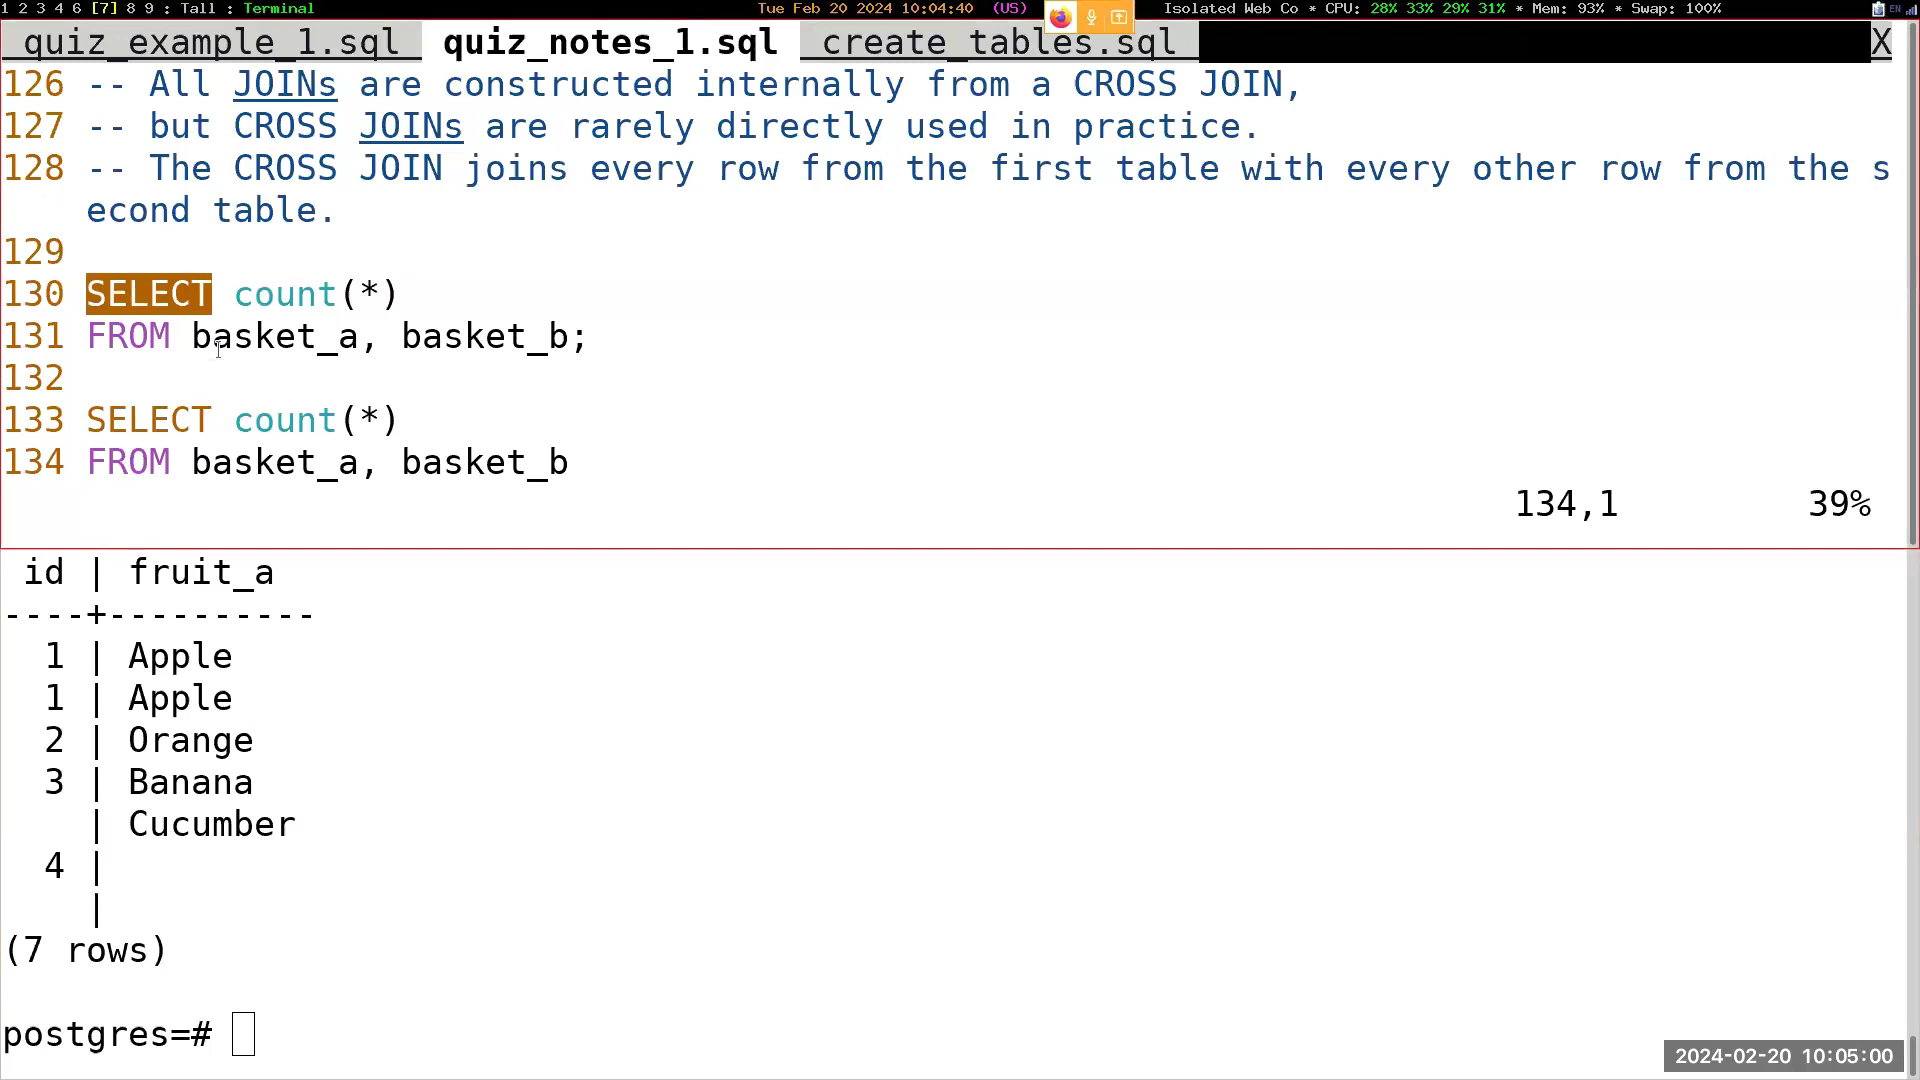 1 2 3 4 6 [7] 8 9 : Tall : Terminal
Tue Feb 20 2024 10:04:40 (US)
Isolated Web Co * CPU: 28% 33% 29% 31% * Mem: 93% * Swap: 100%
EN
quiz_example_1.sql quiz_notes_1.sql create_tables.sql X
126 -- All JOINs are constructed internally from a CROSS JOIN,
127 -- but CROSS JOINs are rarely directly used in practice.
128 -- The CROSS JOIN joins every row from the first table with every other row from the s
econd table.
129
130 SELECT count(*)
131 FROM basket_a, basket_b;
132
133 SELECT count(*)
134 FROM basket_a, basket_b
134,1 39%
id | fruit_a
----+----------
1 | Apple
1 | Apple
2 | Orange
3 | Banana
| Cucumber
4 |
|
(7 rows)
postgres=#
2024-02-20 10:05:00